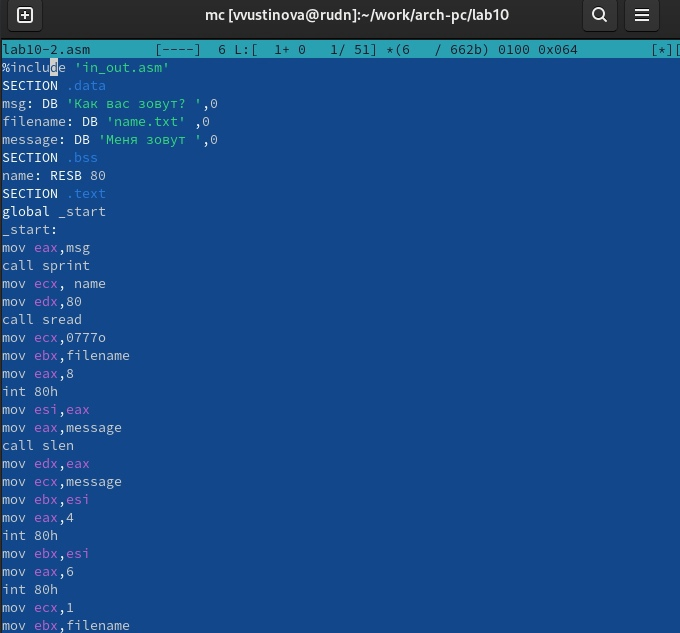 mc [vvustinova@rudn]:~/work/arch-pc/lab10
lab10-2.asm [----] 6 L:[ 1+ 0 1/ 51] *(6 / 662b) 0100 0x064 [*][
%include 'in_out.asm'
SECTION .data
msg: DB 'Как вас зовут? ',0
filename: DB 'name.txt' ,0
message: DB 'Меня зовут ',0
SECTION .bss
name: RESB 80
SECTION .text
global _start
_start:
mov eax,msg
call sprint
mov ecx, name
mov edx,80
call sread
mov ecx,0777o
mov ebx,filename
mov eax,8
int 80h
mov esi,eax
mov eax,message
call slen
mov edx,eax
mov ecx,message
mov ebx,esi
mov eax,4
int 80h
mov ebx,esi
mov eax,6
int 80h
mov ecx,1
mov ebx,filename